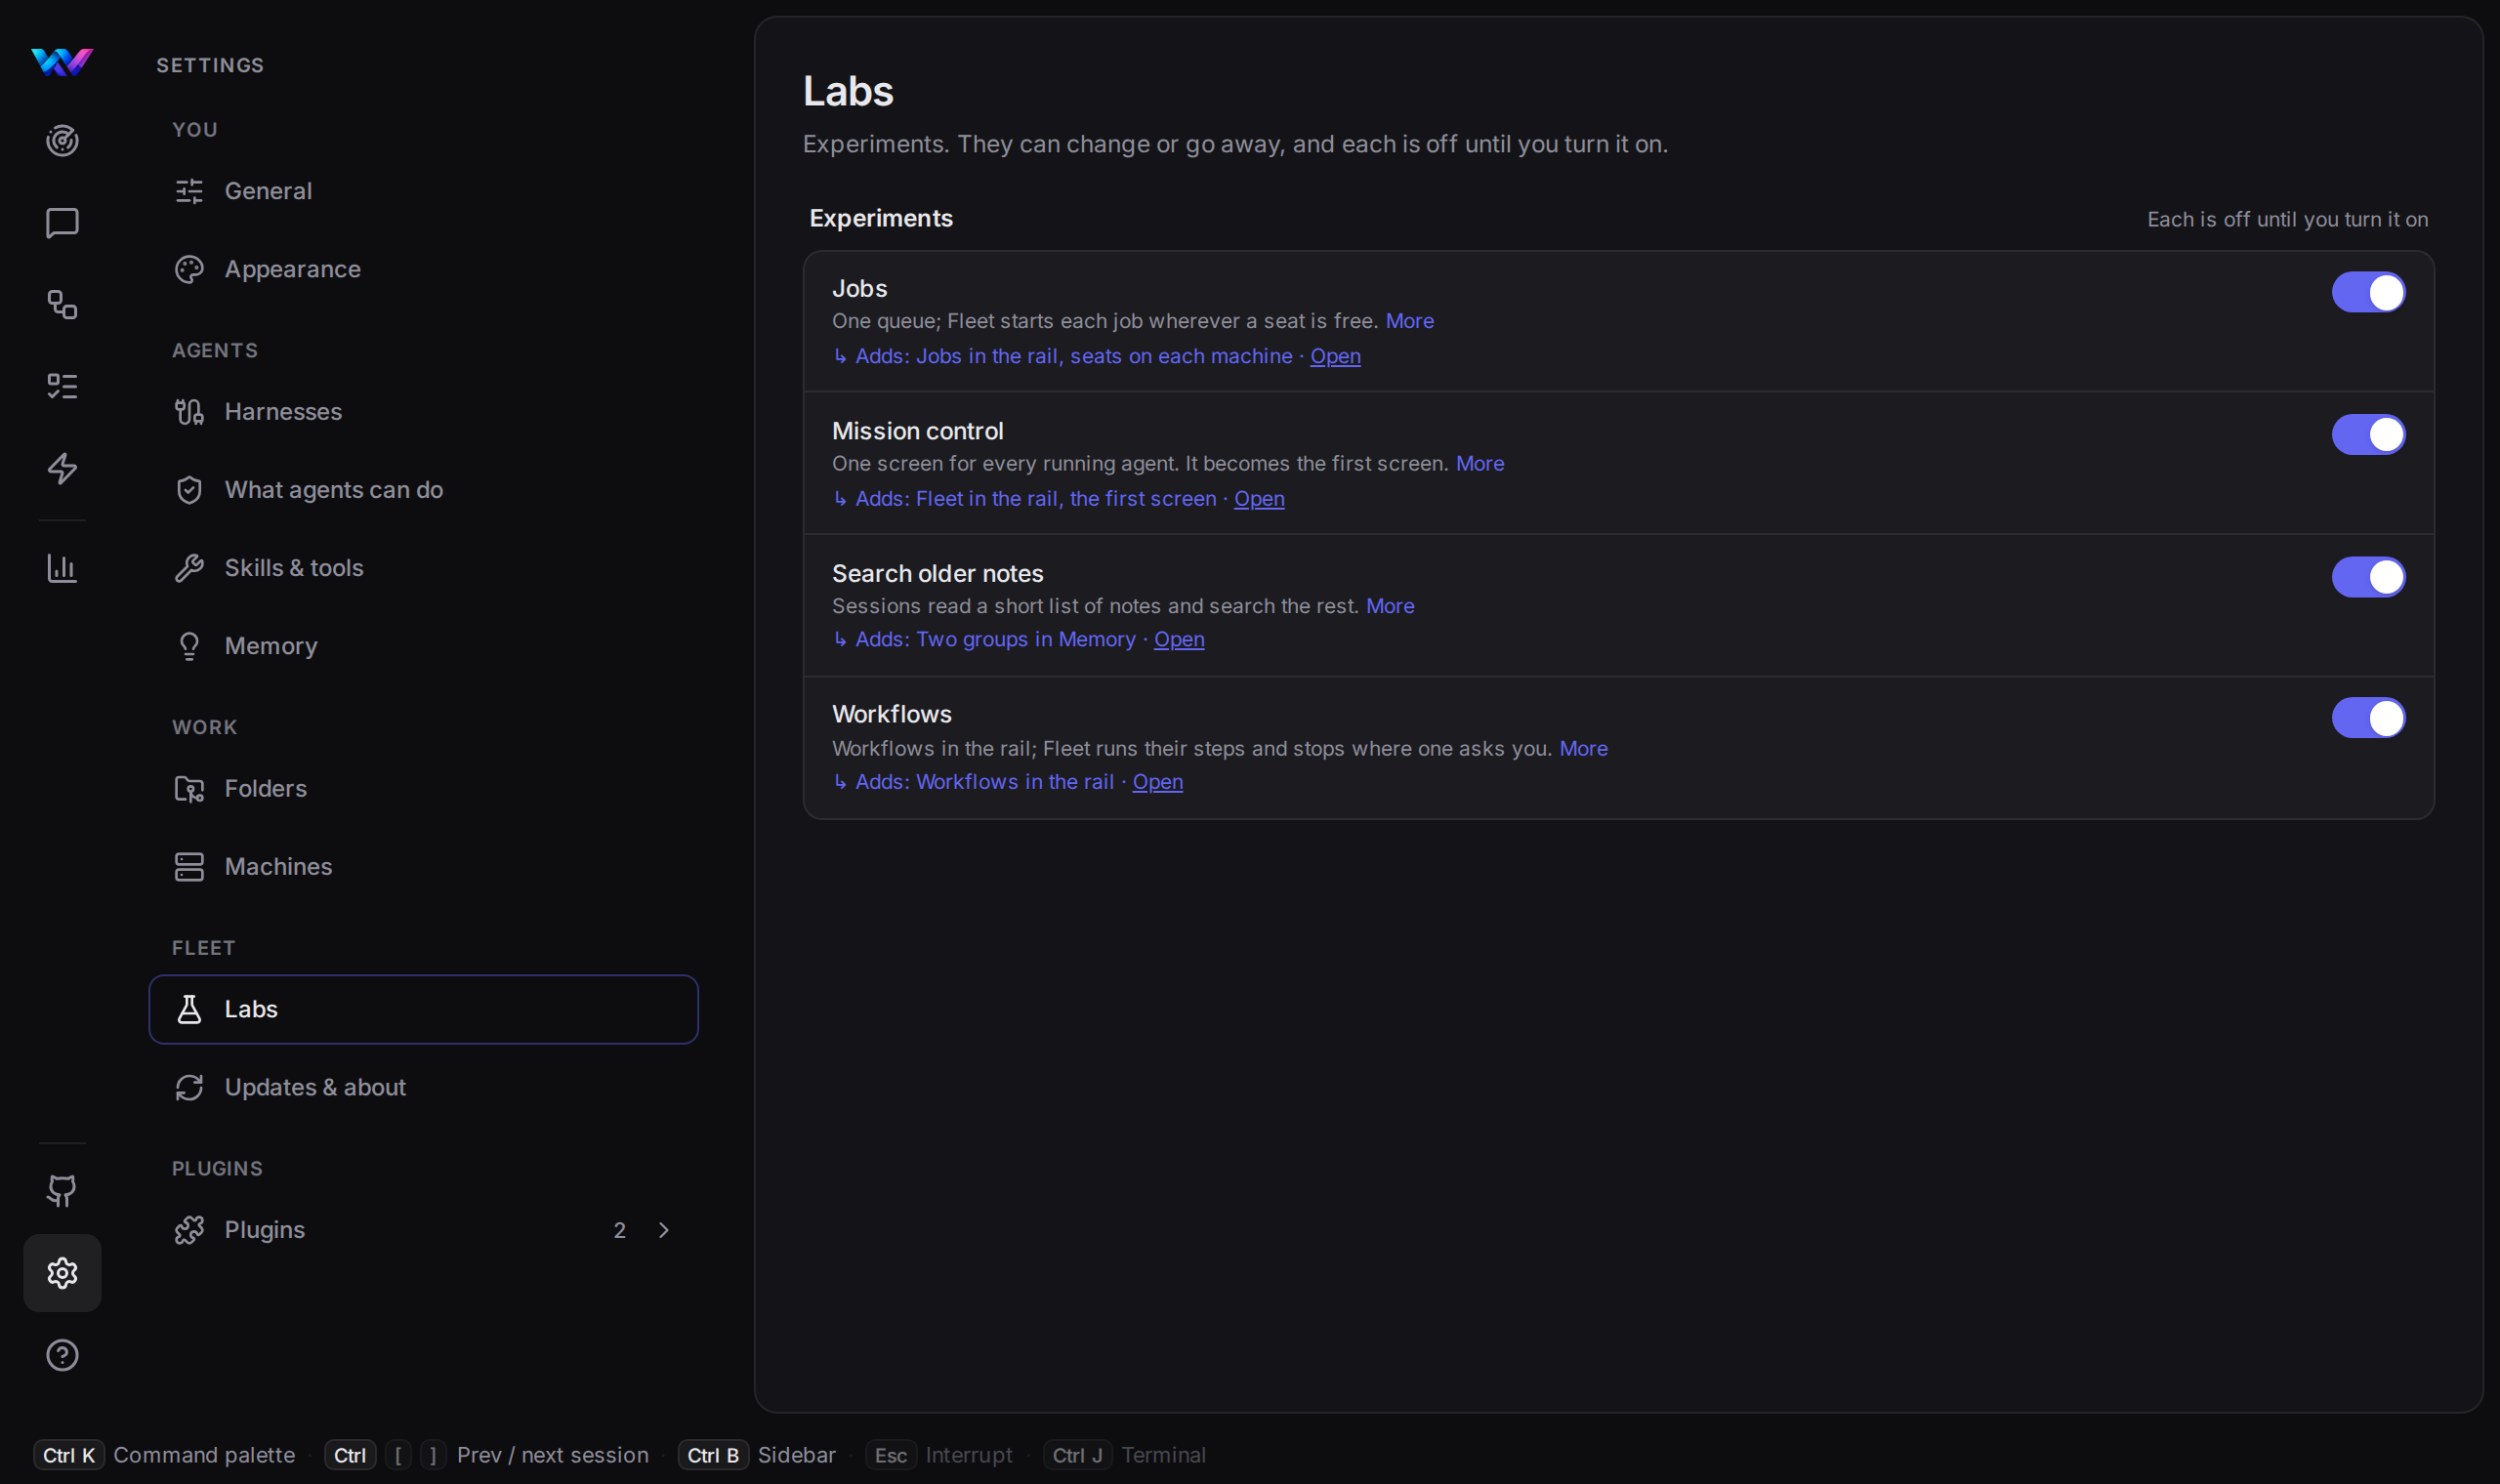 SETTINGS
YOU
General
Appearance
AGENTS
Harnesses
What agents can do
Skills & tools
Memory
WORK
Folders
Machines
FLEET
Labs
Updates & about
PLUGINS
Plugins 2
Labs
Experiments. They can change or go away, and each is off until you turn it on.
Experiments Each is off until you turn it on
Jobs
One queue; Fleet starts each job wherever a seat is free. More
↳ Adds: Jobs in the rail, seats on each machine · Open
Mission control
One screen for every running agent. It becomes the first screen. More
↳ Adds: Fleet in the rail, the first screen · Open
Search older notes
Sessions read a short list of notes and search the rest. More
↳ Adds: Two groups in Memory · Open
Workflows
Workflows in the rail; Fleet runs their steps and stops where one asks you. More
↳ Adds: Workflows in the rail · Open
Ctrl K Command palette · Ctrl [ ] Prev / next session · Ctrl B Sidebar · Esc Interrupt · Ctrl J Terminal